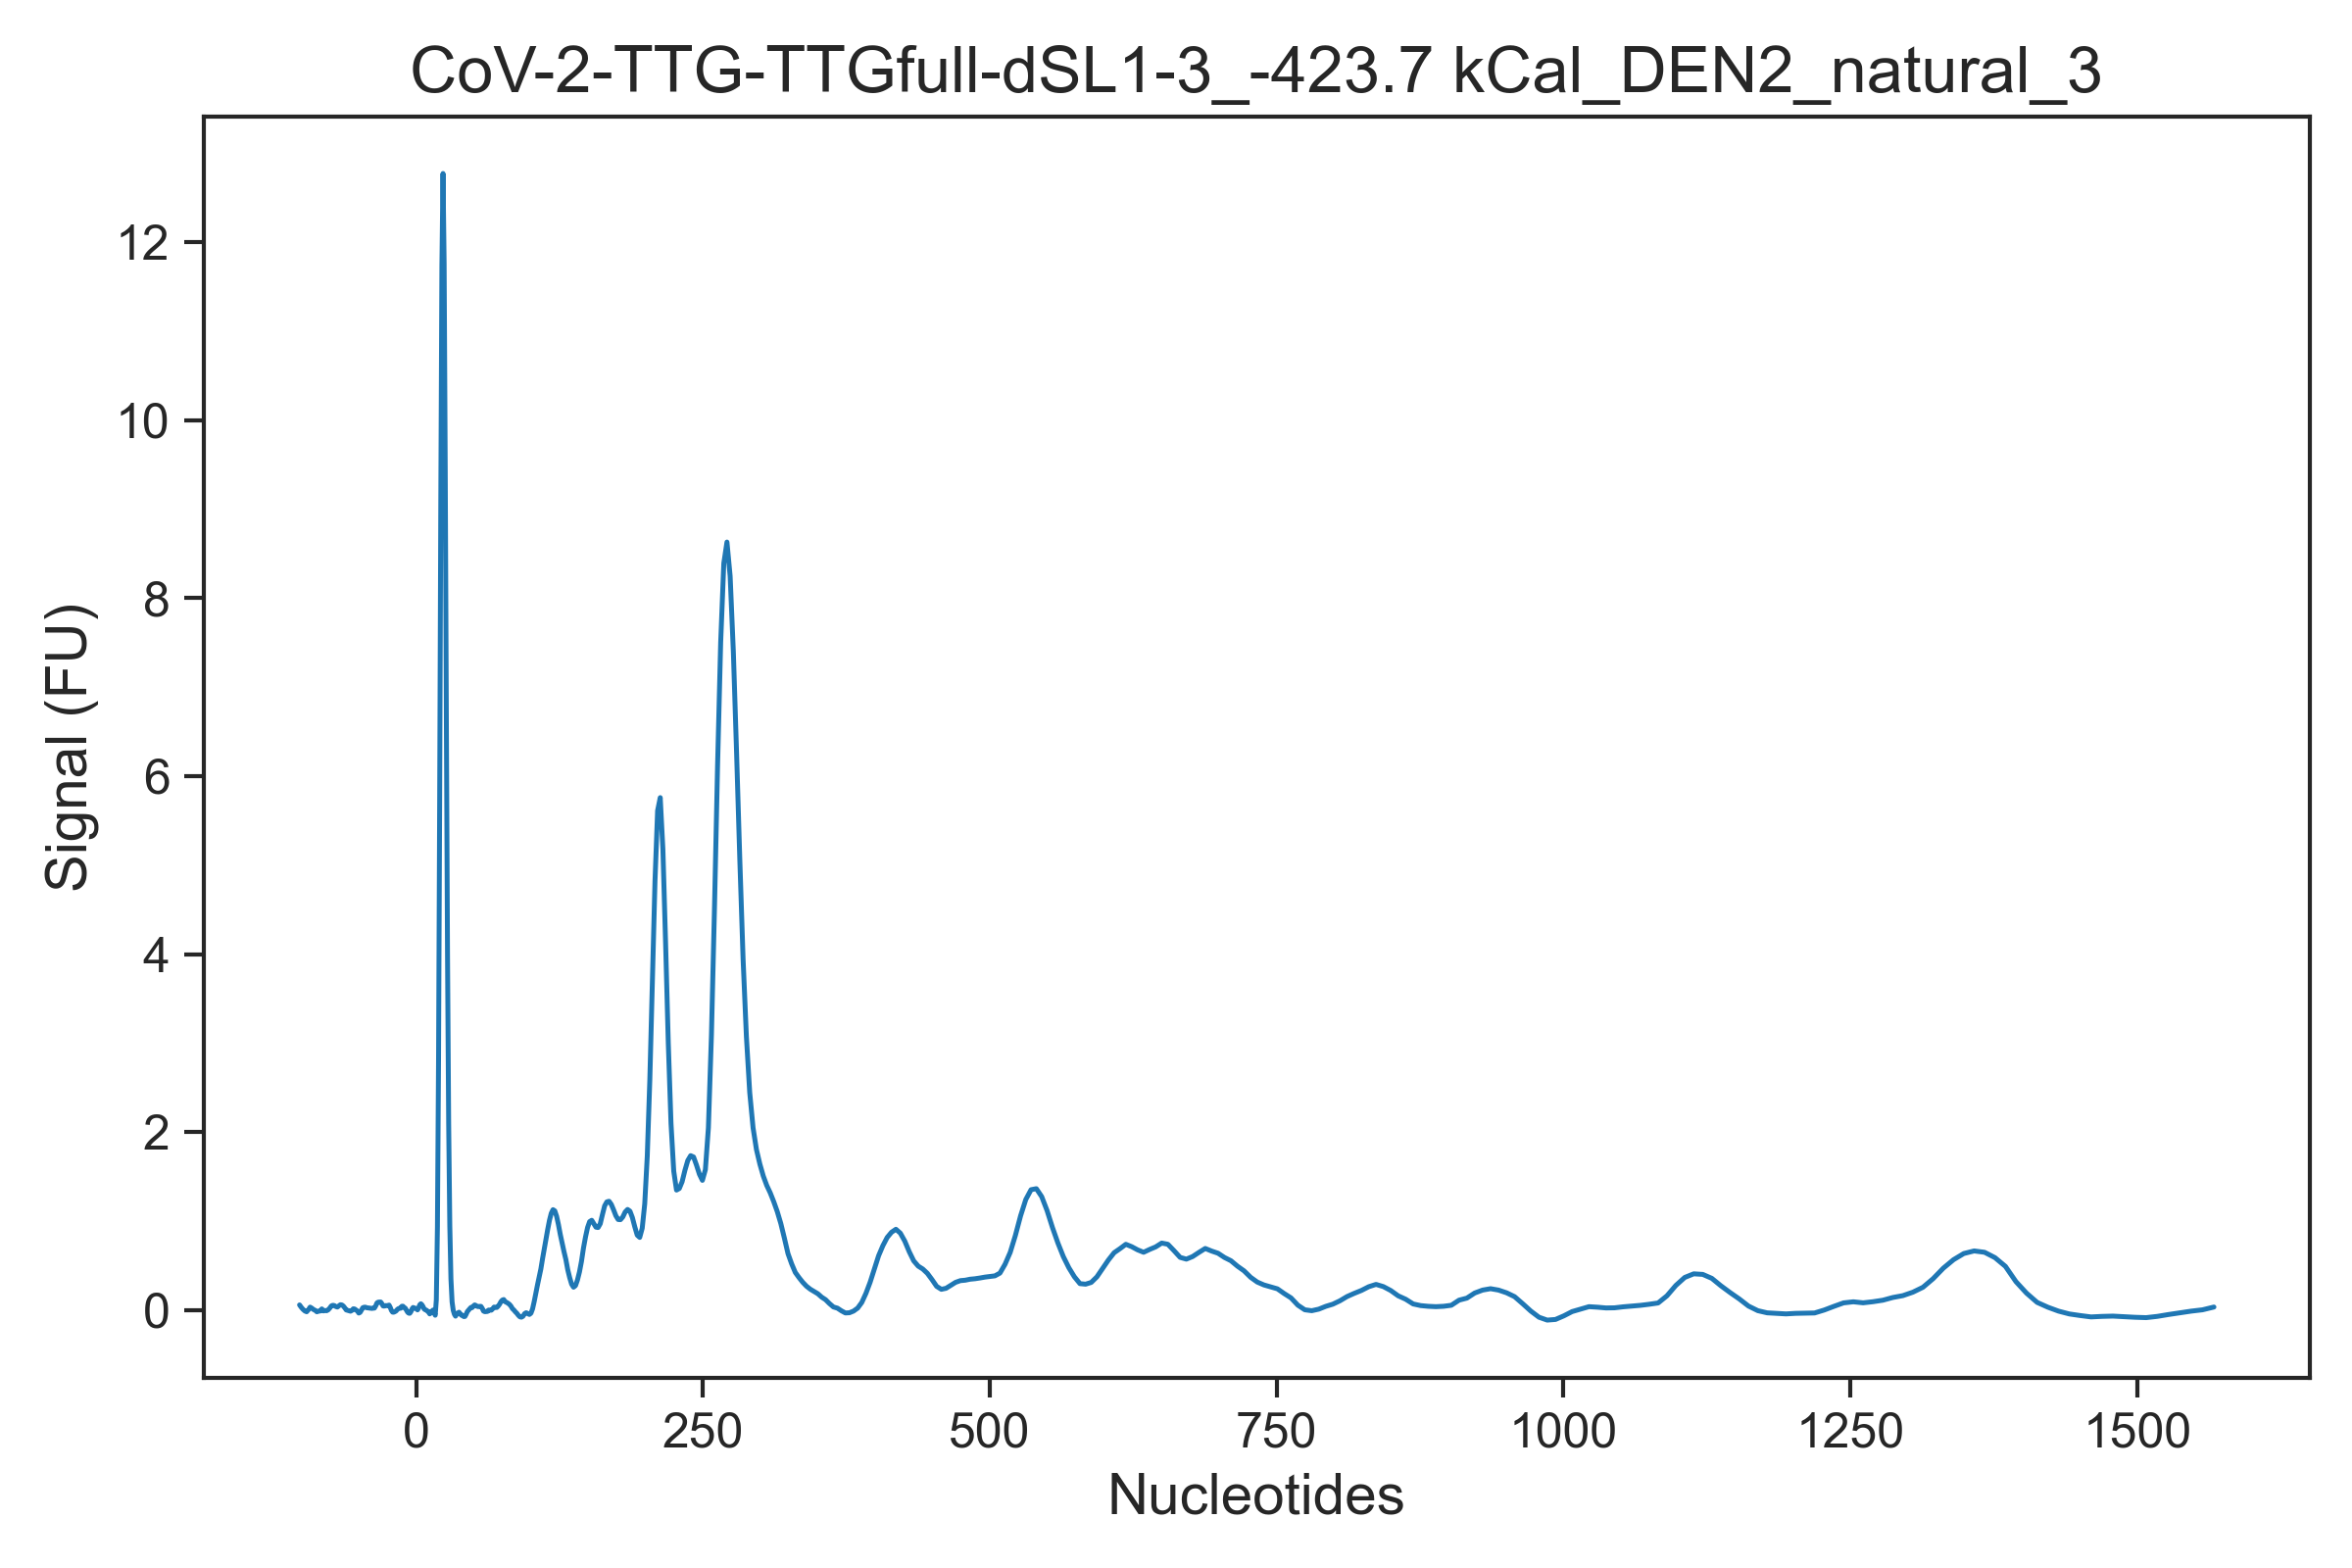 CoV-2-TTG-TTGfull-dSL1-3_-423.7 kCal_DEN2_natural_3
12
10
8
6
4
2
0
Signal (FU)
0 250 500 750 1000 1250 1500
Nucleotides